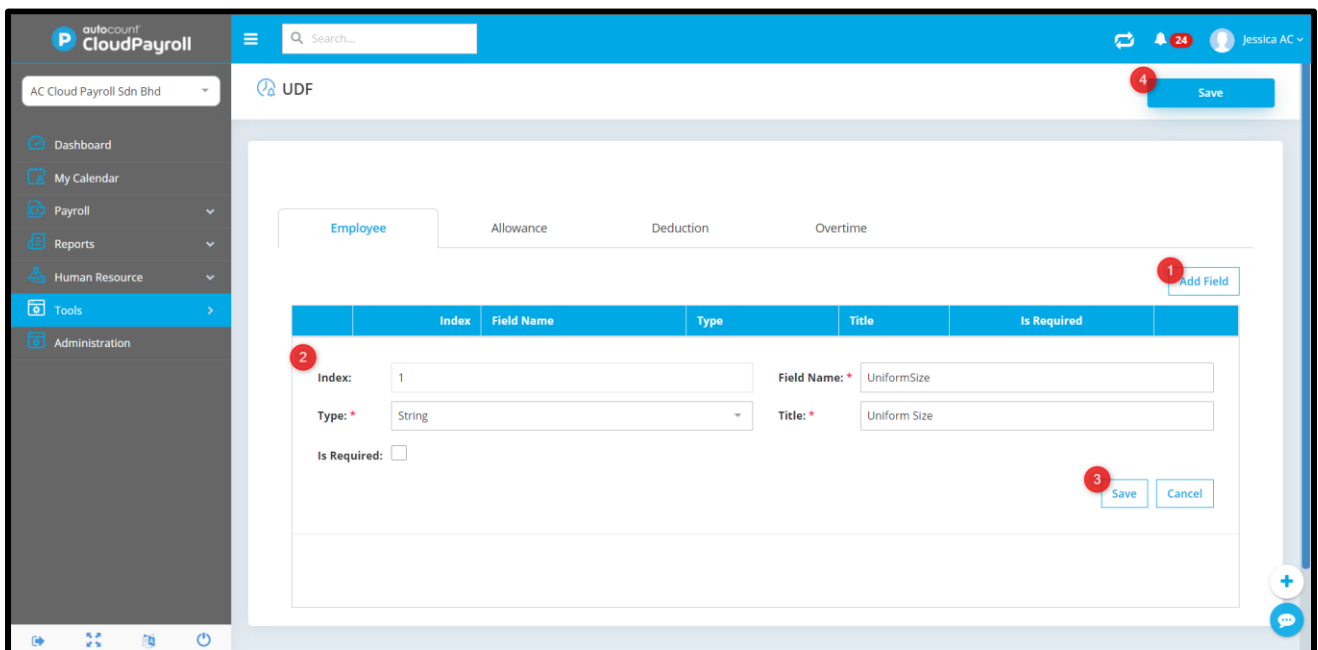 autocount
CloudPayroll
Search...
24
Jessica AC
AC Cloud Payroll Sdn Bhd
UDF
4
Save
Dashboard
My Calendar
Payroll
Reports
Human Resource
Tools
Administration
Employee
Allowance
Deduction
Overtime
1
Add Field
Index
Field Name
Type
Title
Is Required
2
Index:
1
Field Name: *
UniformSize
Type: *
String
Title: *
Uniform Size
Is Required:
3
Save
Cancel